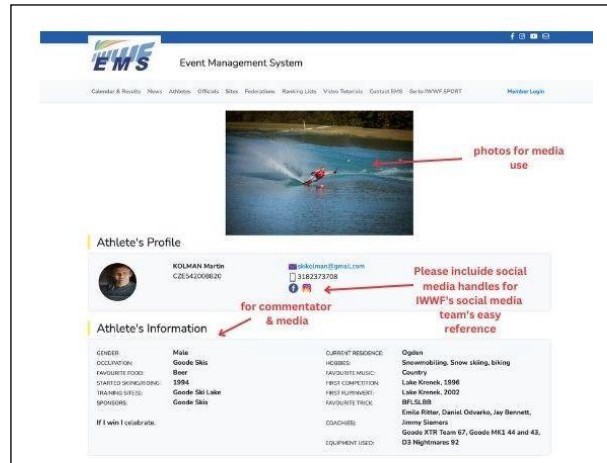 IWWF
EMS
Event Management System
Calendar & Results News Athletes Officials Sites Federations Ranking Lists Video Tutorials Contact EMS Go to IWWF.SPORT Member Login
photos for media
use
Athlete's Profile
KOLMAN Martin
CZE542008620
skikolman@gmail.com
3182373708
Please incluide social
media handles for
IWWF's social media
team's easy
reference
for commentator
& media
Athlete's Information
GENDER: Male
OCCUPATION: Goode Skis
FAVOURITE FOOD: Beer
STARTED SKIING/RIDING: 1994
TRAINING SITE(S): Goode Ski Lake
SPONSORS: Goode Skis
If I win I celebrate.
CURRENT RESIDENCE: Ogden
HOBBIES: Snowmobiling, Snow skiing, biking
FAVOURITE MUSIC: Country
FIRST COMPETITION: Lake Krenek, 1996
FIRST RUN/INVERT: Lake Krenek, 2002
FAVOURITE TRICK: BFLSLBB
Emile Ritter, Daniel Odvarko, Jay Bennett,
COACH(ES): Jimmy Siemers
Goode XTR Team 67, Goode MK1 44 and 43,
EQUIPMENT USED: D3 Nightmares 92